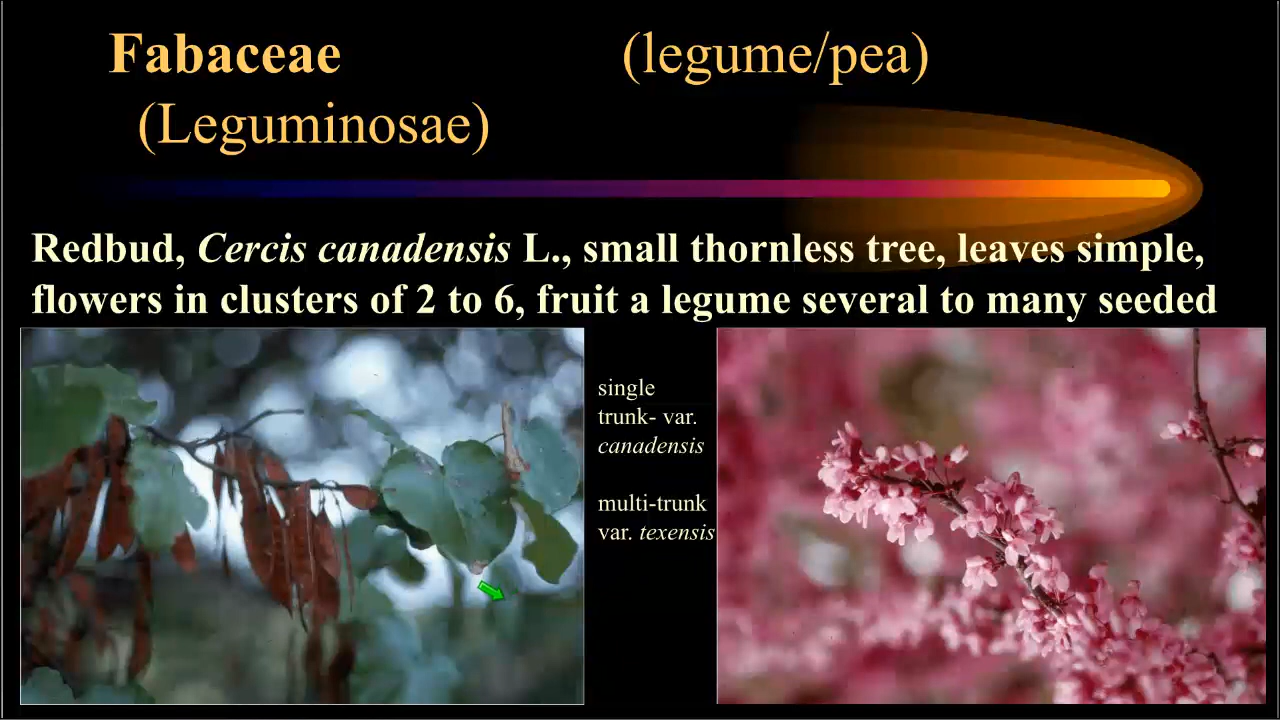 Fabaceae (legume/pea)
(Leguminosae)
Redbud, Cercis canadensis L., small thornless tree, leaves simple,
flowers in clusters of 2 to 6, fruit a legume several to many seeded
single
trunk- var.
canadensis
multi-trunk
var. texensis